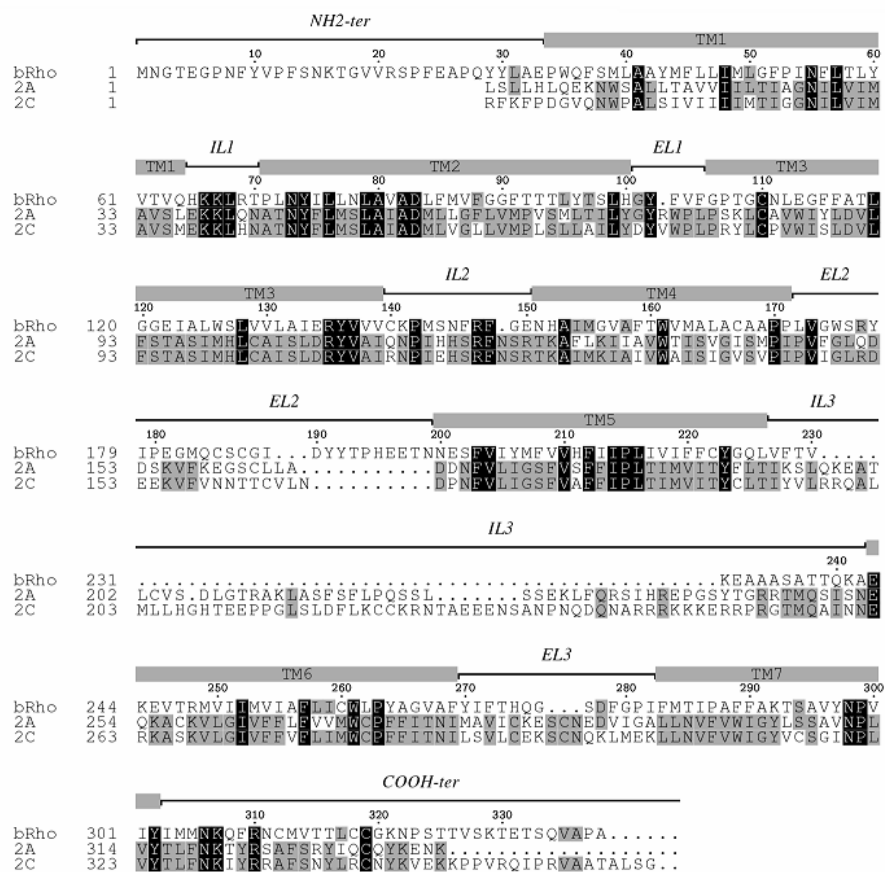 NH2-ter TM1
10 20 30 40 50 60
bRho 1 MNGTEGPNFYVPFSNKTGVVRSPFEAPQYYLAEPWQFSMLAAYMFLLIMLGFPINFLTLY
2A 1 LSLLHLQEKNWSALLTAVVIILTIAGNILVIM
2C 1 RFKFPDGVQNWPALSIVIIIIMTIGGNILVIM
IL1 EL1
TM1 TM2 TM3
70 80 90 100 110
bRho 61 VTVQHKKLRTPLNYILLNLAVADLFMVFGGFTTTLYTSLHGY.FVFGPTGCNLEGFFATL
2A 33 AVSLEKKLQNATNYFLMSLAIADMLLGFLVMPVSMLTILYGYRWPLPSKLCAVWIYLDVL
2C 33 AVSMEKKLHNATNYFLMSLAIADMLVGLLVMPLSLLAILYDYVWPLPRYLCPVWISLDVL
IL2 EL2
TM3 TM4
120 130 140 150 160 170
bRho 120 GGEIALWSLVVLAIERYVVVCKPMSNFRF.GENHAIMGVAFTWVMALACAAPPLVGWSRY
2A 93 FSTASIMHLCAISLDRYVAIQNPIHHSRFNSRTKAFLKIIAVWTISVGISMPIPVFGLQD
2C 93 FSTASIMHLCAISLDRYVAIRNPIEHSRFNSRTKAIMKIAIVWAISIGVSVPIPVIGLRD
EL2 IL3
TM5
180 190 200 210 220 230
bRho 179 IPEGMQCSCGI...DYYTPHEETNNESFVIYMFVVHFIIPLIVIFFCYGQLVFTV.....
2A 153 DSKVFKEGSCLLA...........DDNFVLIGSFVSFFIPLTIMVITYFLTIKSLQKEAT
2C 153 EEKVFVNNTTCVLN..........DPNFVLIGSFVAFFIPLTIMVITYCLTIYVLRRQAL
IL3
240
bRho 231 ...............................................KEAAASATTQKAE
2A 202 LCVS.DLGTRAKLASFSFLPQSSL.......SSEKLFQRSIHREPGSYTGRRTMQSISNE
2C 203 MLLHGHTEEPPGLSLDFLKCCKRNTAEEENSANPNQDQNARRRKKKERRPRGTMQAINNE
EL3
TM6 TM7
250 260 270 280 290 300
bRho 244 KEVTRMVIIMVIAFLICWLPYAGVAFYIFTHQG...SDFGPIFMTIPAFFAKTSAVYNPV
2A 254 QKACKVLGIVFFLFVVMWCPFFITNIMAVICKESCNEDVIGALLNVFVWIGYLSSAVNPL
2C 263 RKASKVLGIVFFVFLIMWCPFFITNILSVLCEKSCNQKLMEKLLNVFVWIGYVCSGINPL
COOH-ter
310 320 330
bRho 301 IYIMMNKQFRNCMVTTLCCGKNPSTTVSKTETSQVAPA......
2A 314 VYTLFNKTYRSAFSRYIQCQYKENK...................
2C 323 VYTLFNKIYRRAFSNYLRCNYKVEKKPPVRQIPRVAATALSG..